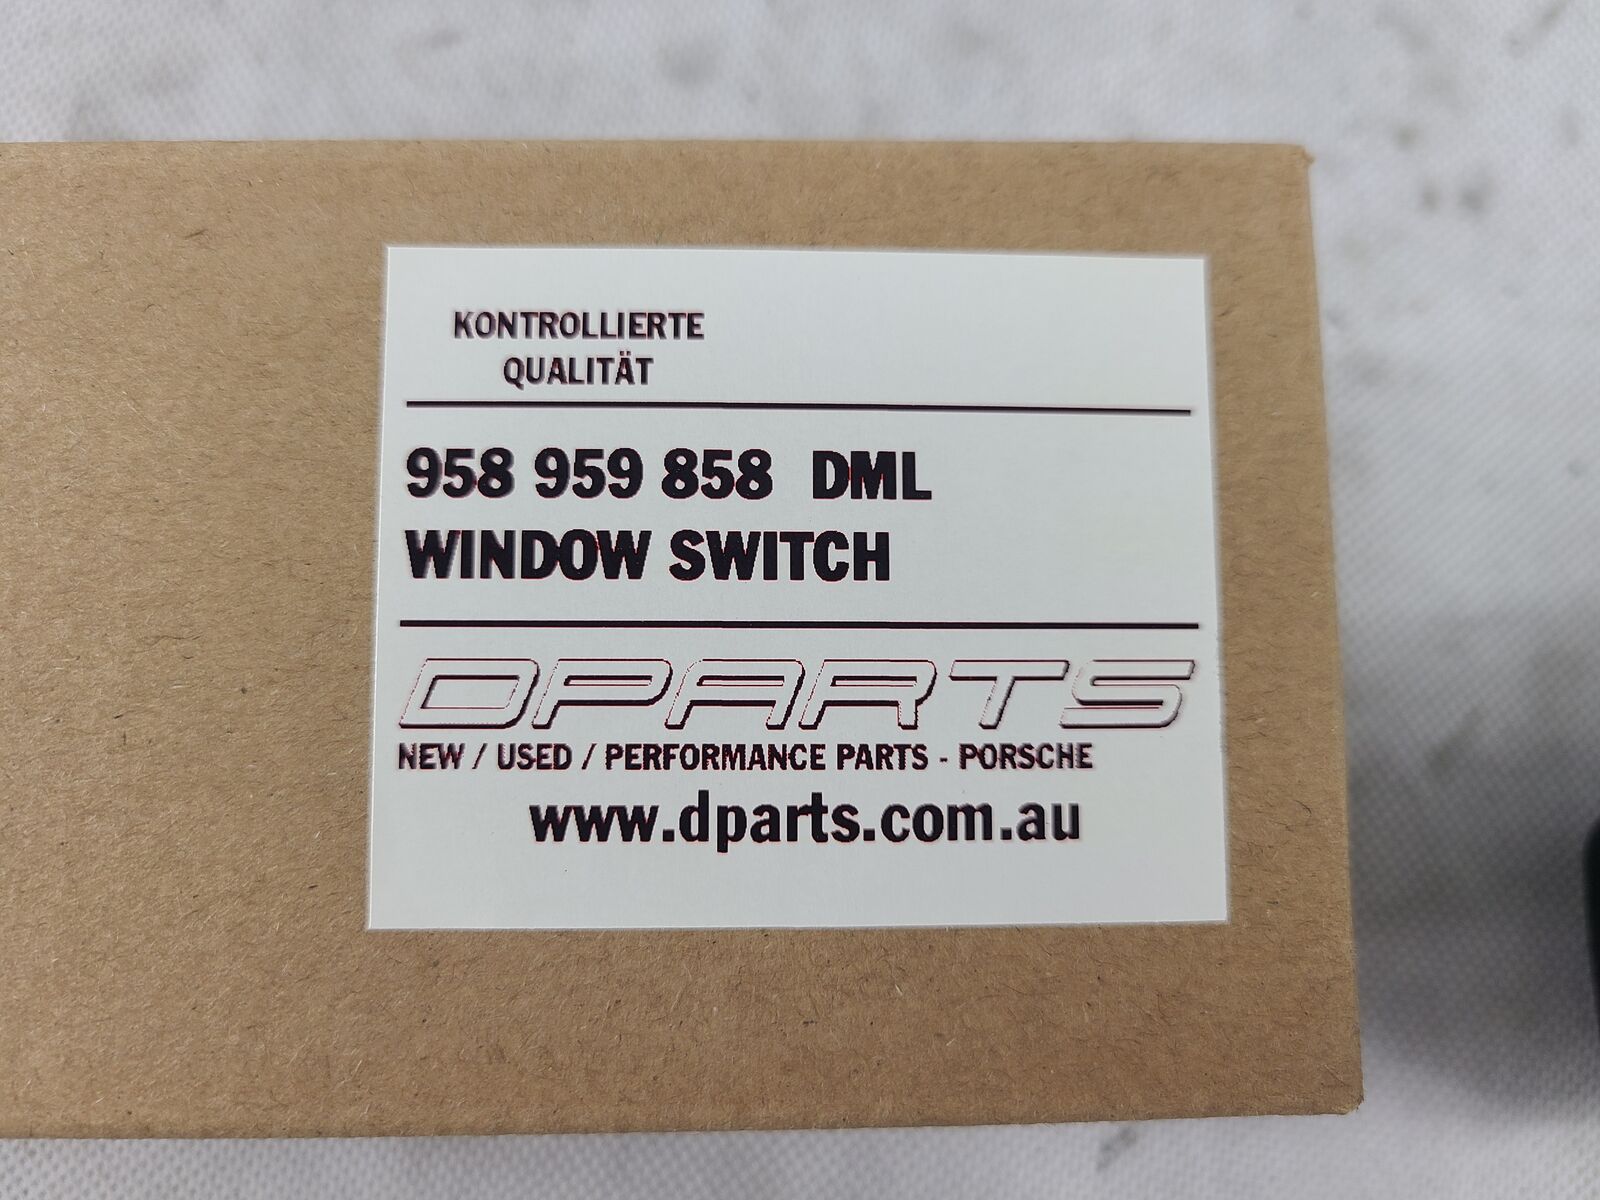 KONTROLLIERTE
QUALITÄT
958 959 858 DML
WINDOW SWITCH
DPARTS
NEW / USED / PERFORMANCE PARTS - PORSCHE
www.dparts.com.au